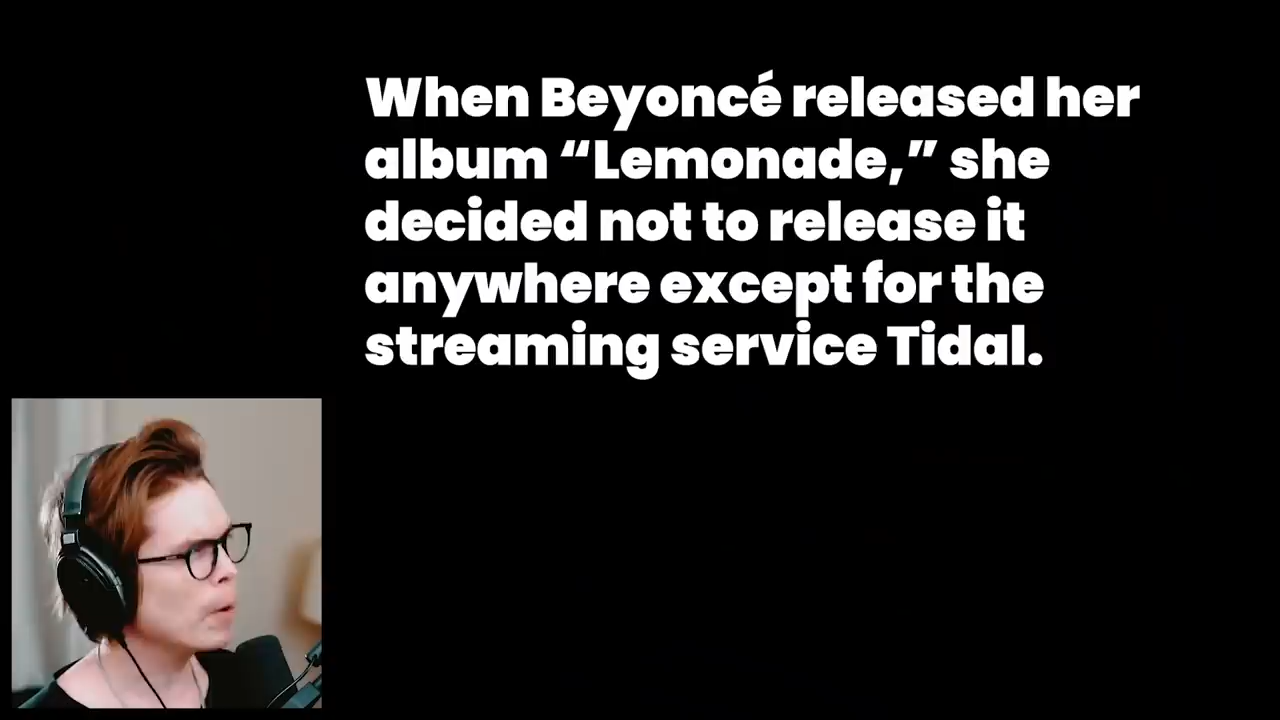 When Beyoncé released her
album “Lemonade,” she
decided not to release it
anywhere except for the
streaming service Tidal.